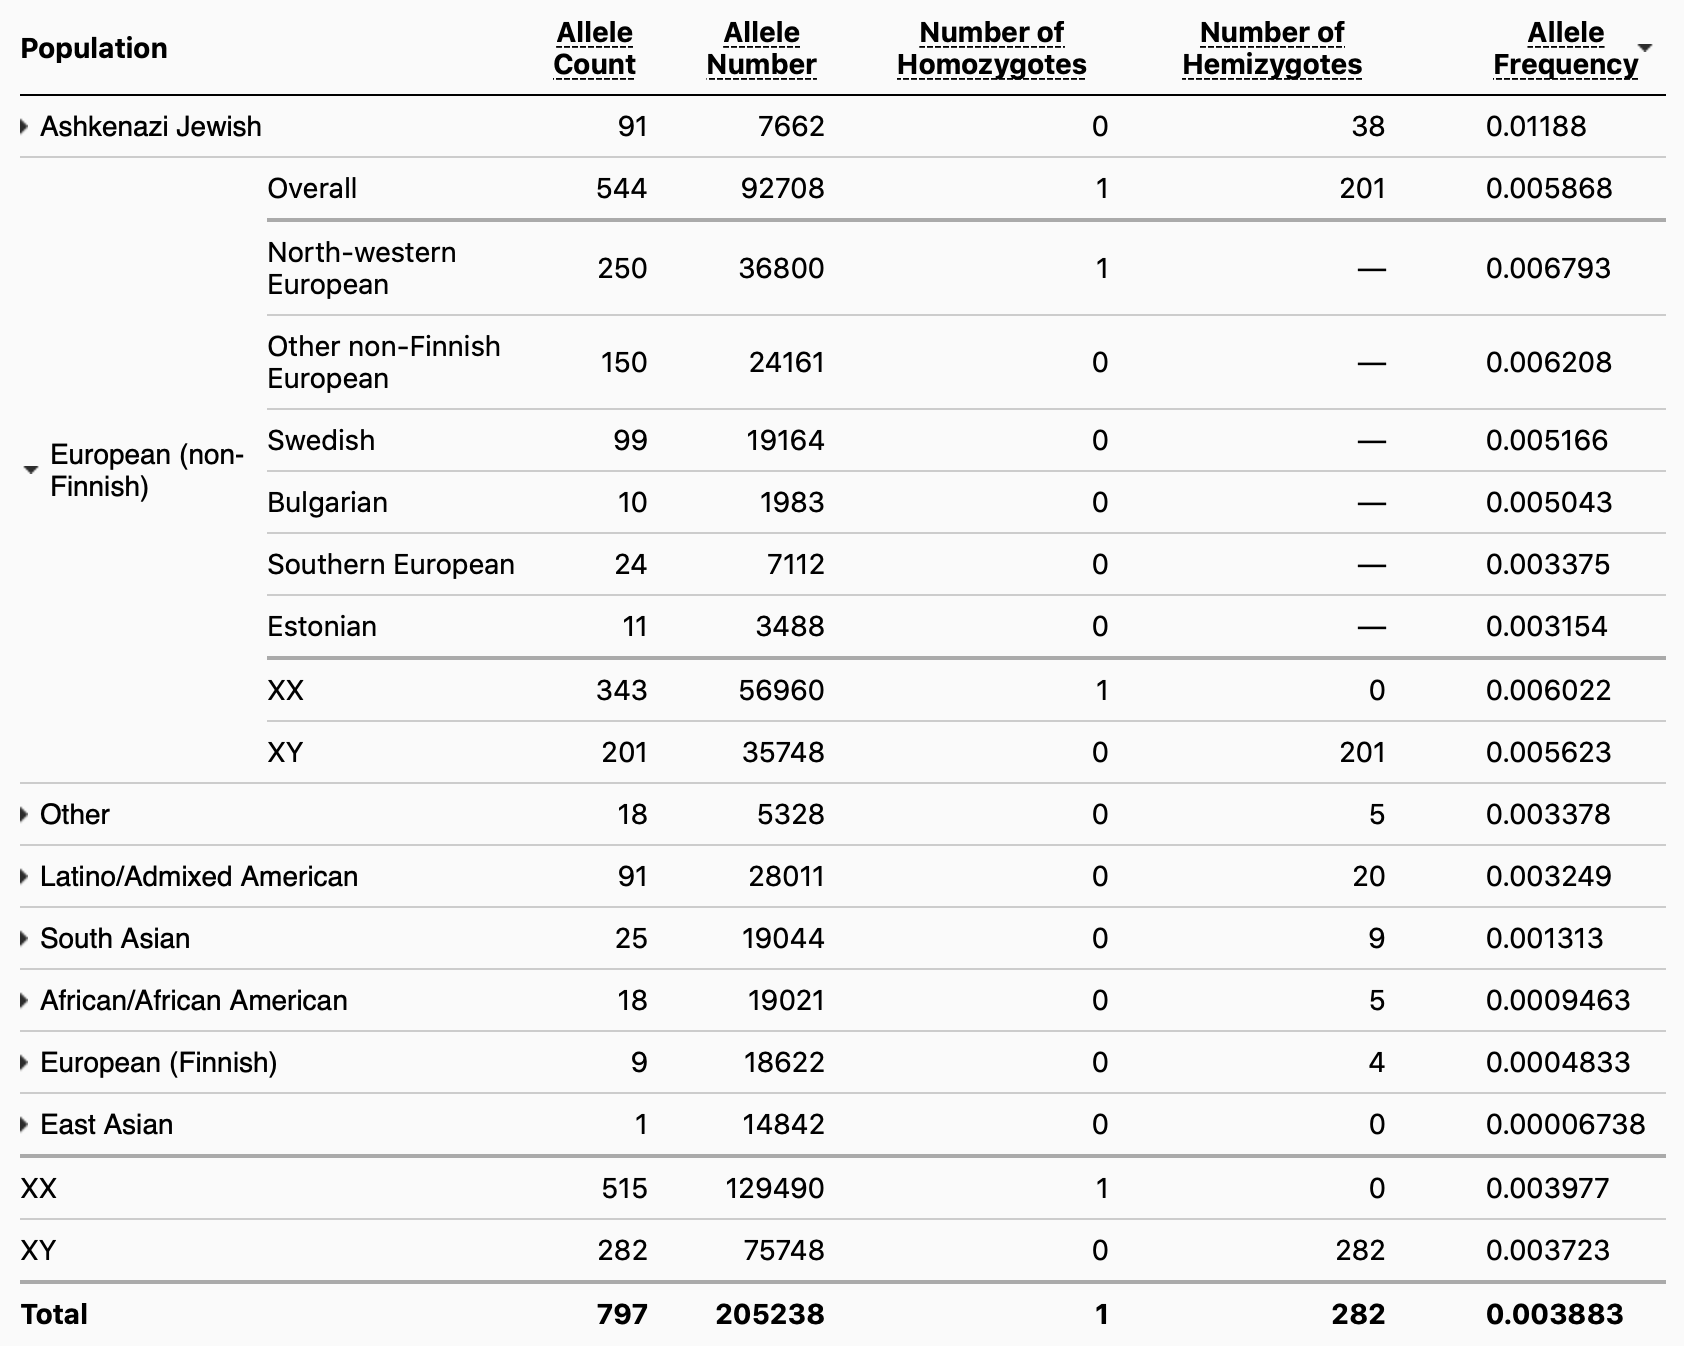 Population Allele Count Allele Number Number of Homozygotes Number of Hemizygotes Allele Frequency
Ashkenazi Jewish 91 7662 0 38 0.01188
European (non-Finnish)
Overall 544 92708 1 201 0.005868
North-western European 250 36800 1 — 0.006793
Other non-Finnish European 150 24161 0 — 0.006208
Swedish 99 19164 0 — 0.005166
Bulgarian 10 1983 0 — 0.005043
Southern European 24 7112 0 — 0.003375
Estonian 11 3488 0 — 0.003154
XX 343 56960 1 0 0.006022
XY 201 35748 0 201 0.005623
Other 18 5328 0 5 0.003378
Latino/Admixed American 91 28011 0 20 0.003249
South Asian 25 19044 0 9 0.001313
African/African American 18 19021 0 5 0.0009463
European (Finnish) 9 18622 0 4 0.0004833
East Asian 1 14842 0 0 0.00006738
XX 515 129490 1 0 0.003977
XY 282 75748 0 282 0.003723
Total 797 205238 1 282 0.003883